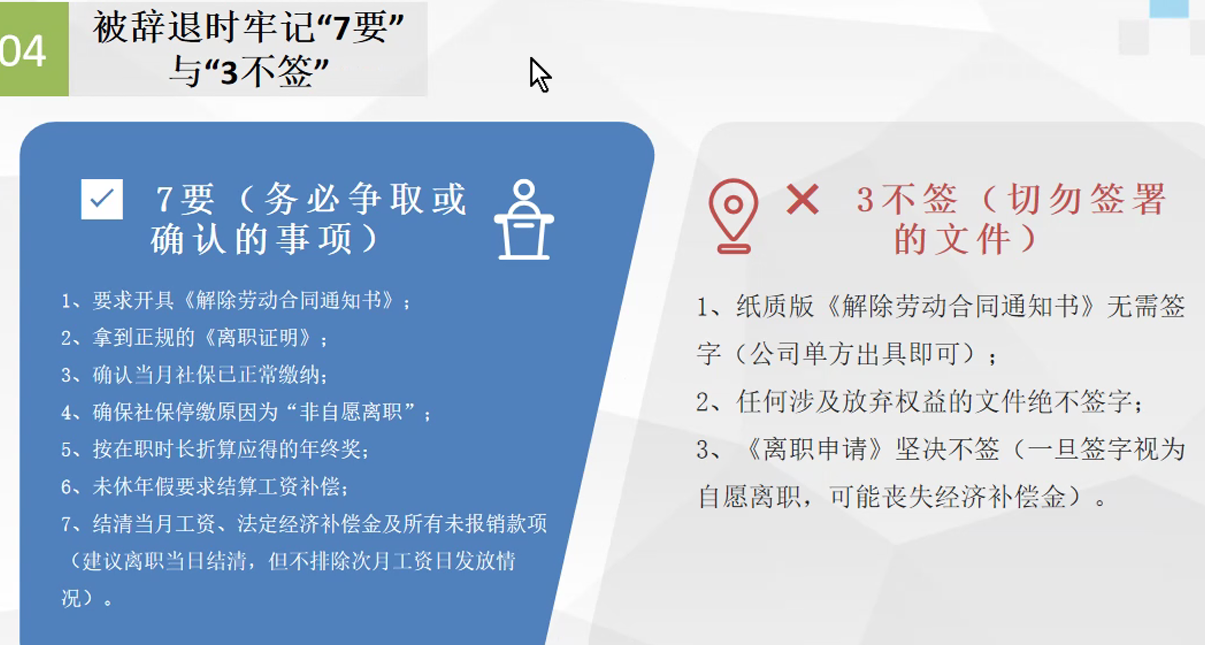 04
被辞退时牢记“7要”
与“3不签”
7要（务必争取或
确认的事项）
1、要求开具《解除劳动合同通知书》；
2、拿到正规的《离职证明》；
3、确认当月社保已正常缴纳;
4、确保社保停缴原因为“非自愿离职”；
5、按在职时长折算应得的年终奖;
6、未休年假要求结算工资补偿;
7、结清当月工资、法定经济补偿金及所有未报销款项
（建议离职当日结清，但不排除次月工资日发放情
况）。
3不签（切勿签署
的文件）
1、纸质版《解除劳动合同通知书》无需签
字（公司单方出具即可）；
2、任何涉及放弃权益的文件绝不签字;
3、《离职申请》坚决不签（一旦签字视为
自愿离职，可能丧失经济补偿金）。